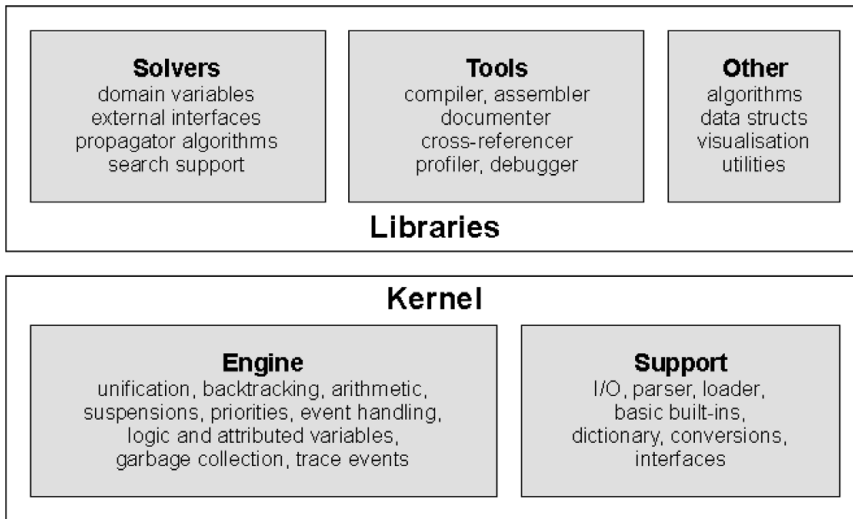 Solvers
domain variables
external interfaces
propagator algorithms
search support
Tools
compiler, assembler
documenter
cross-referencer
profiler, debugger
Other
algorithms
data structs
visualisation
utilities
Libraries
Kernel
Engine
unification, backtracking, arithmetic,
suspensions, priorities, event handling,
logic and attributed variables,
garbage collection, trace events
Support
I/O, parser, loader,
basic built-ins,
dictionary, conversions,
interfaces